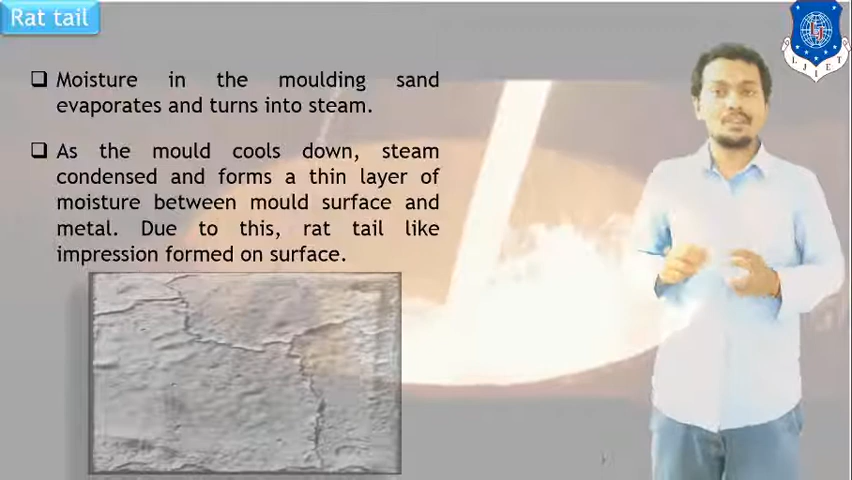 Rat tail
Moisture in the moulding sand
evaporates and turns into steam.
As the mould cools down, steam
condensed and forms a thin layer of
moisture between mould surface and
metal. Due to this, rat tail like
impression formed on surface.
LJIET